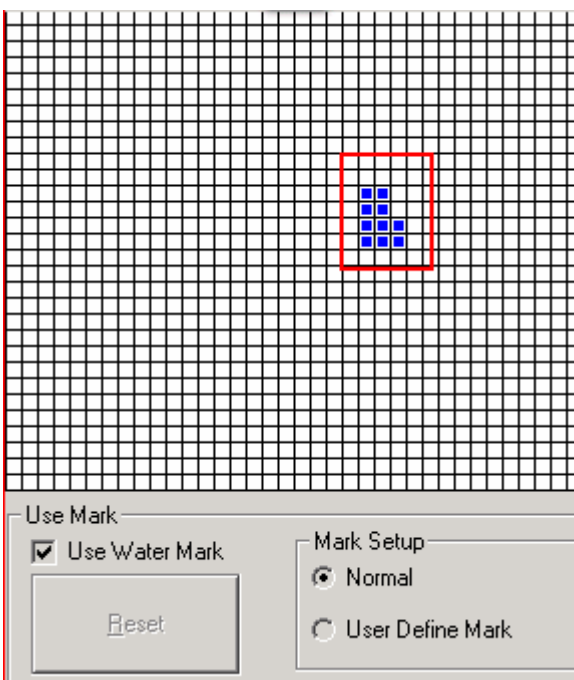 Use Mark
Use Water Mark
Mark Setup
Normal
Reset
User Define Mark